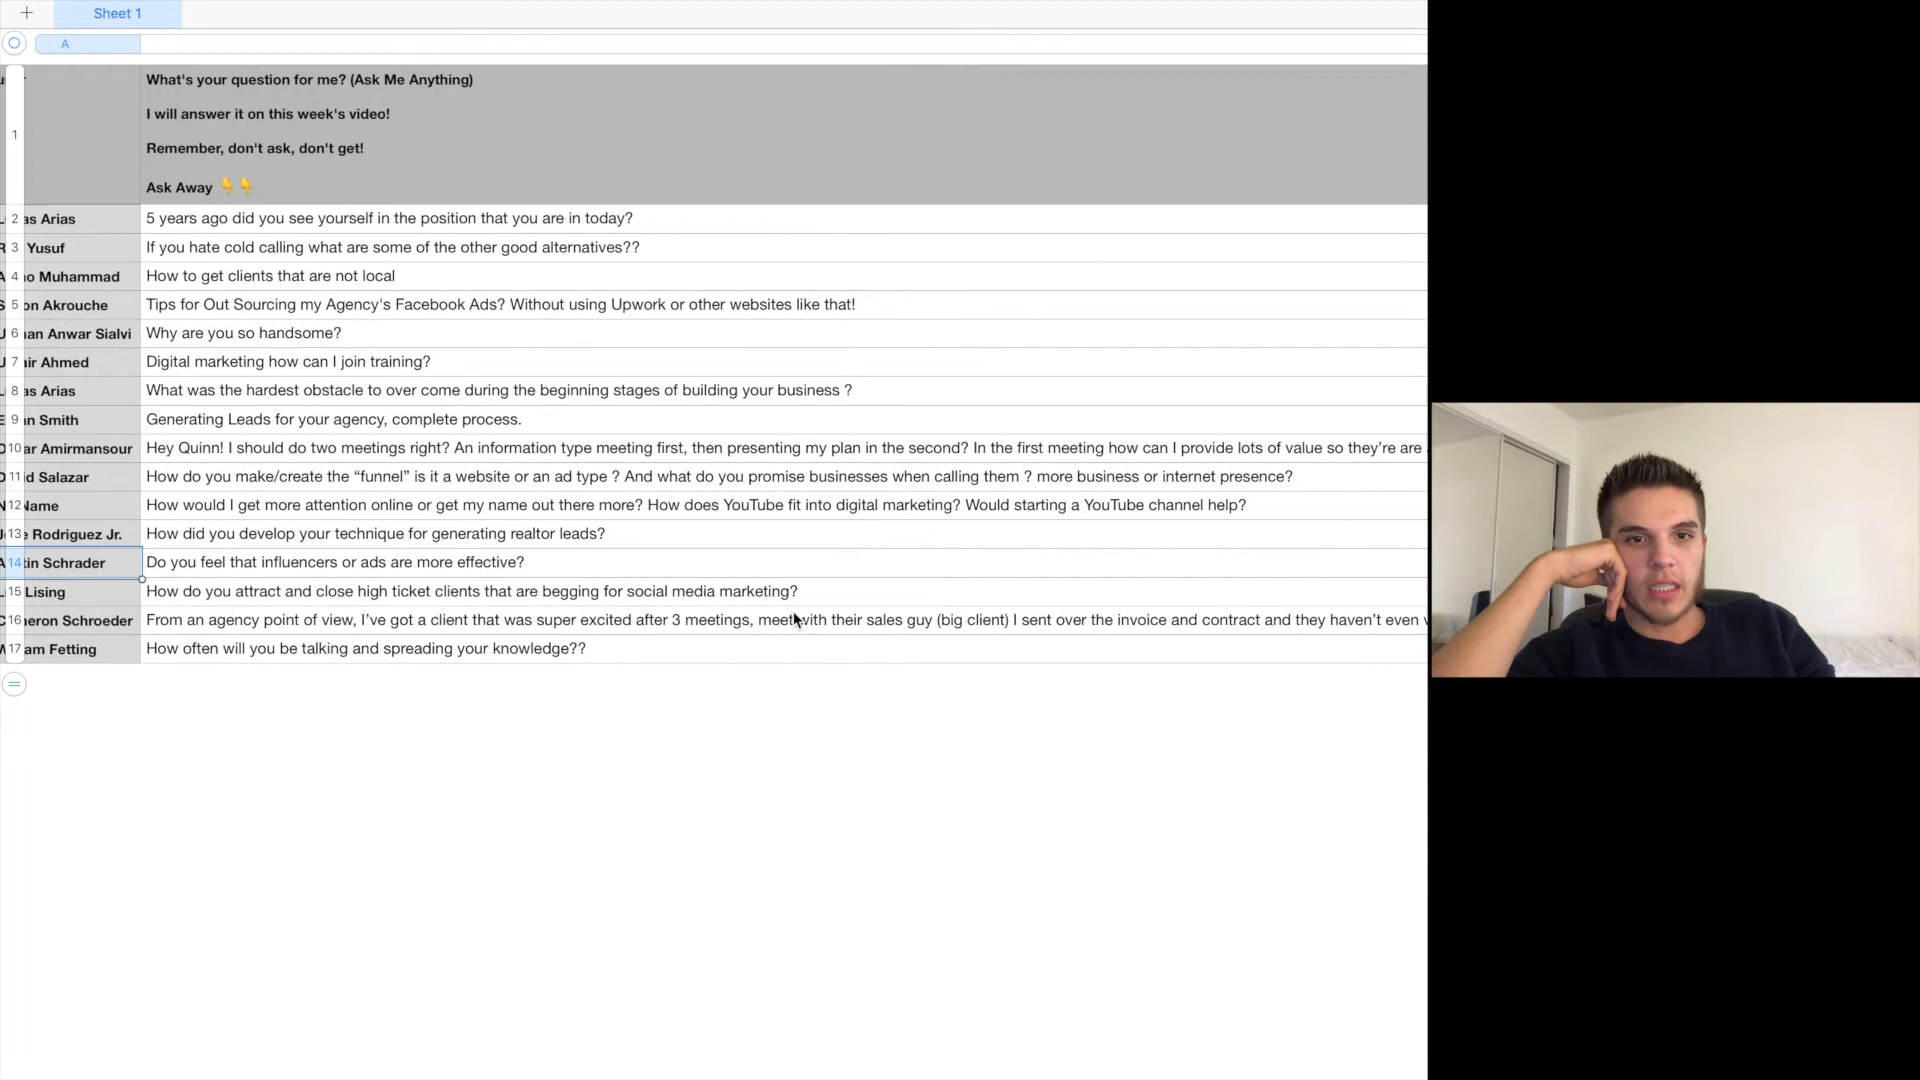 Sheet 1
A
1
What's your question for me? (Ask Me Anything)
I will answer it on this week's video!
Remember, don't ask, don't get!
Ask Away 👇👇
2 as Arias 5 years ago did you see yourself in the position that you are in today?
3 Yusuf If you hate cold calling what are some of the other good alternatives??
4 no Muhammad How to get clients that are not local
5 on Akrouche Tips for Out Sourcing my Agency's Facebook Ads? Without using Upwork or other websites like that!
6 nan Anwar Sialvi Why are you so handsome?
7 air Ahmed Digital marketing how can I join training?
8 as Arias What was the hardest obstacle to over come during the beginning stages of building your business ?
9 n Smith Generating Leads for your agency, complete process.
10 ar Amirmansour Hey Quinn! I should do two meetings right? An information type meeting first, then presenting my plan in the second? In the first meeting how can I provide lots of value so they're are
11 d Salazar How do you make/create the “funnel” is it a website or an ad type ? And what do you promise businesses when calling them ? more business or internet presence?
12 Name How would I get more attention online or get my name out there more? How does YouTube fit into digital marketing? Would starting a YouTube channel help?
13 e Rodriguez Jr. How did you develop your technique for generating realtor leads?
14 tin Schrader Do you feel that influencers or ads are more effective?
15 Lising How do you attract and close high ticket clients that are begging for social media marketing?
16 neron Schroeder From an agency point of view, I've got a client that was super excited after 3 meetings, meet with their sales guy (big client) I sent over the invoice and contract and they haven't even
17 am Fetting How often will you be talking and spreading your knowledge??